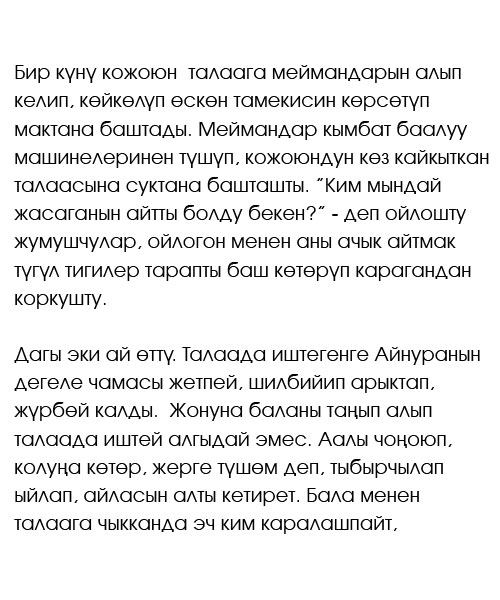 Бир күнү кожоюн  талаага меймандарын алып
келип, көйкөлүп өскөн тамекисин көрсөтүп
мактана баштады. Меймандар кымбат баалуу
машинелеринен түшүп, кожоюндун көз кайкыткан
талаасына суктана башташты. ˝Ким мындай
жасаганын айтты болду бекен?˝ - деп ойлошту
жумушчулар, ойлогон менен аны ачык айтмак
түгүл тигилер тарапты баш көтөрүп карагандан
коркушту.

Дагы эки ай өттү. Талаада иштегенге Айнуранын
дегеле чамасы жетпей, шилбийип арыктап,
жүрбөй калды.  Жонуна баланы таңып алып
талаада иштей алгыдай эмес. Аалы чоңоюп,
колуңа көтөр, жерге түшөм деп, тыбырчылап
ыйлап, айласын алты кетирет. Бала менен
талаага чыкканда эч ким каралашпайт,